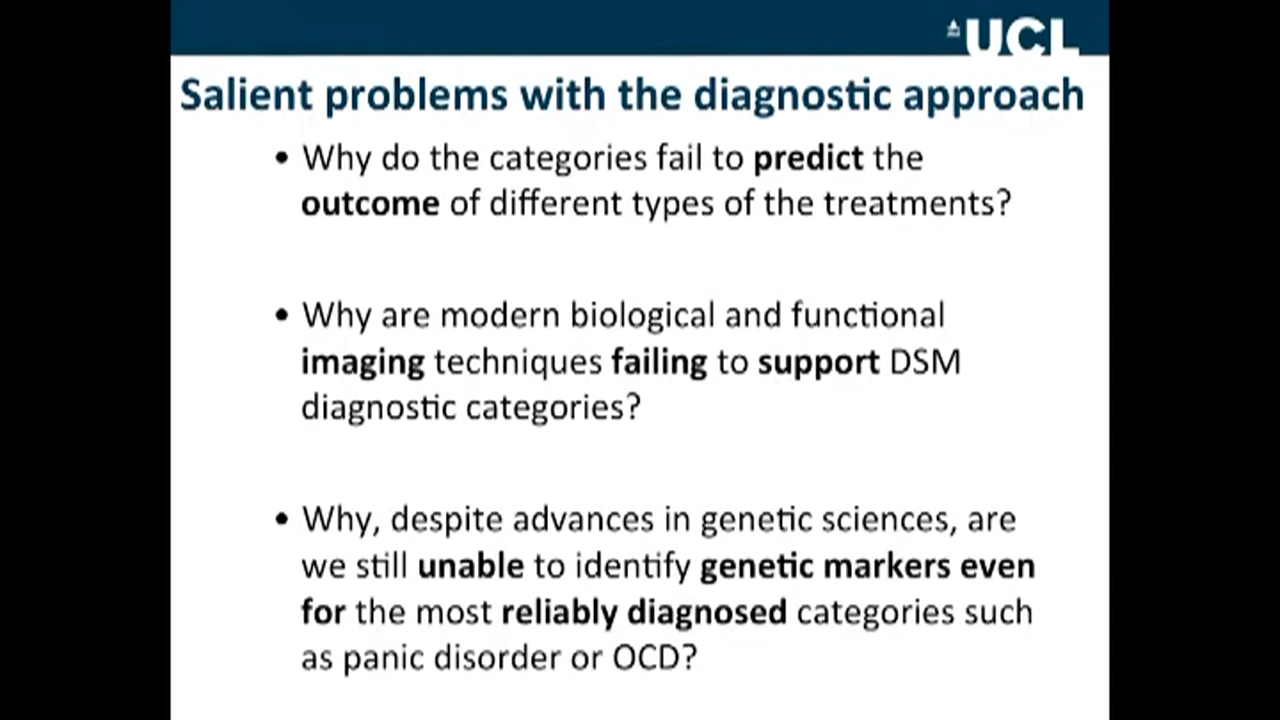 UCL
Salient problems with the diagnostic approach
• Why do the categories fail to predict the
outcome of different types of the treatments?
• Why are modern biological and functional
imaging techniques failing to support DSM
diagnostic categories?
• Why, despite advances in genetic sciences, are
we still unable to identify genetic markers even
for the most reliably diagnosed categories such
as panic disorder or OCD?